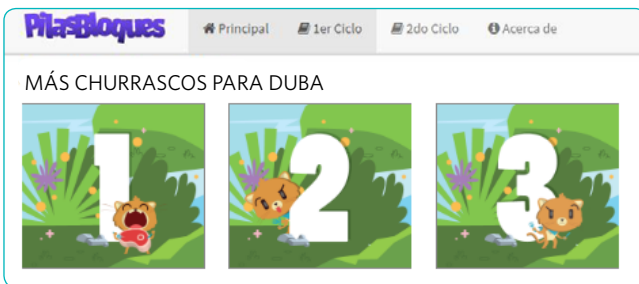 PilasBloques Principal 1er Ciclo 2do Ciclo Acerca de
MÁS CHURRASCOS PARA DUBA
1 2 3